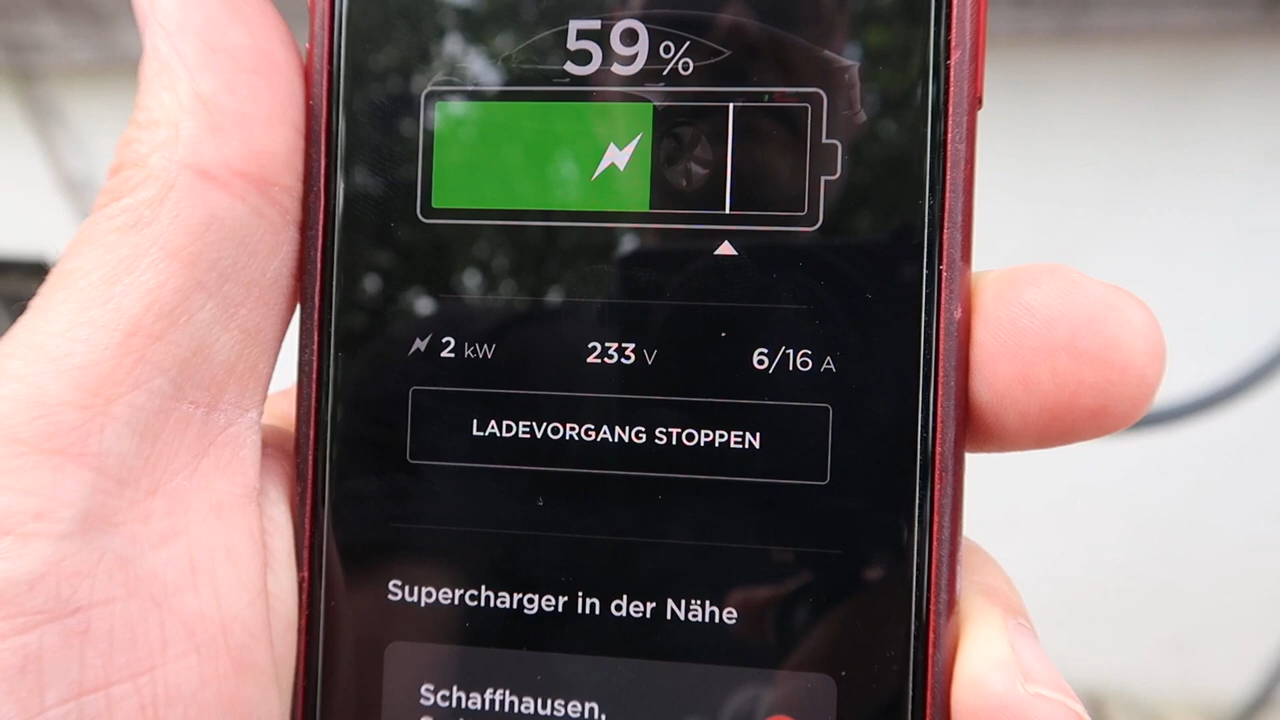 59%
2 kW 233 V 6/16 A
LADEVORGANG STOPPEN
Supercharger in der Nähe
Schaffhausen,